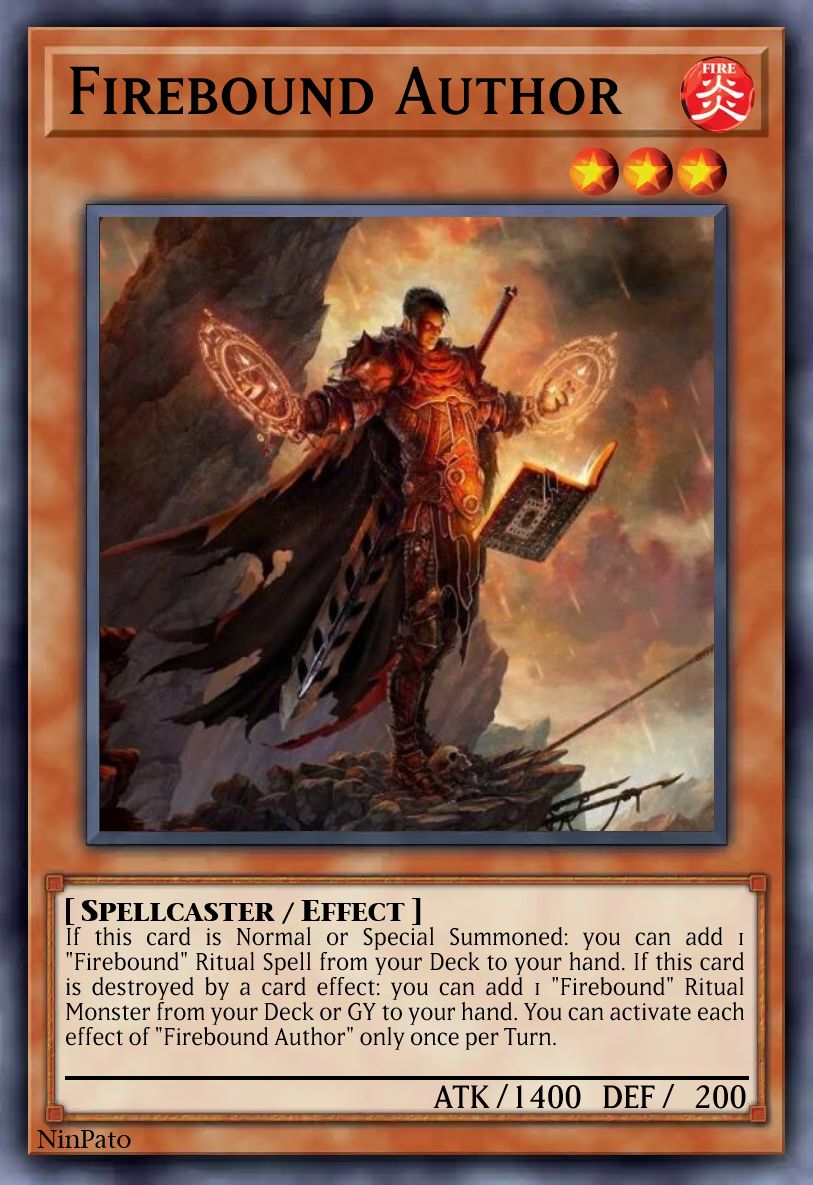 Firebound Author
FIRE
炎
[ Spellcaster / Effect ]
If this card is Normal or Special Summoned: you can add 1
"Firebound" Ritual Spell from your Deck to your hand. If this card
is destroyed by a card effect: you can add 1 "Firebound" Ritual
Monster from your Deck or GY to your hand. You can activate each
effect of "Firebound Author" only once per Turn.
ATK / 1400 DEF / 200
NinPato